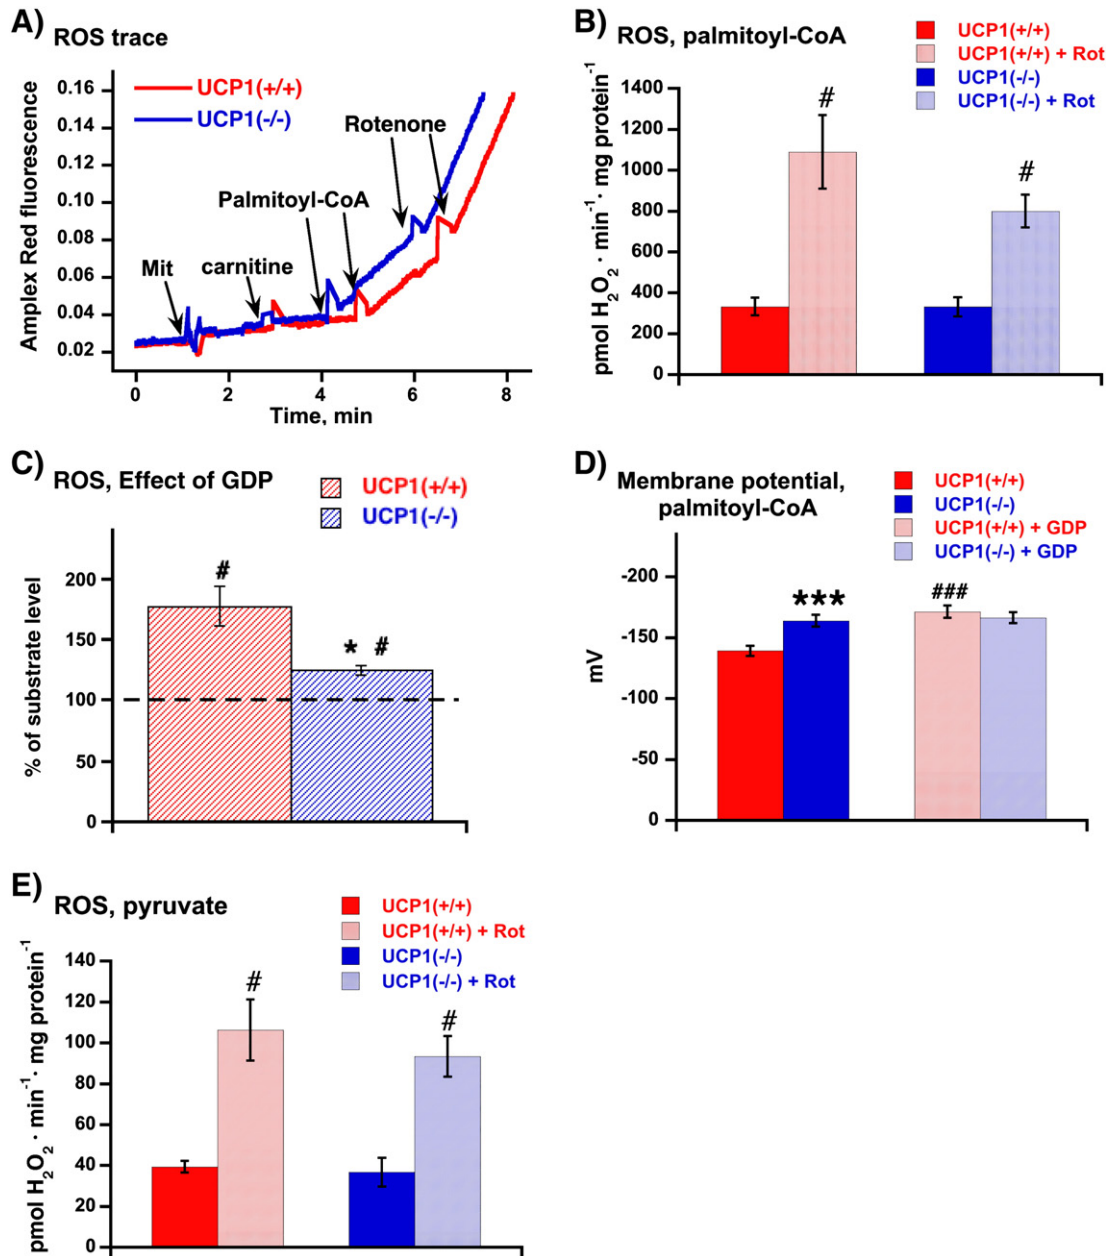 A) ROS trace
UCP1(+/+)
UCP1(-/-)
Rotenone
Palmitoyl-CoA
Mit
carnitine
Amplex Red fluorescence
0.16
0.14
0.12
0.10
0.08
0.06
0.04
0.02
0 2 4 6 8
Time, min
B) ROS, palmitoyl-CoA
UCP1(+/+)
UCP1(+/+) + Rot
UCP1(-/-)
UCP1(-/-) + Rot
pmol H₂O₂ · min⁻¹· mg protein⁻¹
1400
1200
1000
800
600
400
200
0
#
#
C) ROS, Effect of GDP
UCP1(+/+)
UCP1(-/-)
% of substrate level
200
150
100
50
0
#
* #
D) Membrane potential,
palmitoyl-CoA
UCP1(+/+)
UCP1(-/-)
UCP1(+/+) + GDP
UCP1(-/-) + GDP
mV
-200
-150
-100
-50
0
***
###
E) ROS, pyruvate
UCP1(+/+)
UCP1(+/+) + Rot
UCP1(-/-)
UCP1(-/-) + Rot
pmol H₂O₂ · min⁻¹· mg protein⁻¹
140
120
100
80
60
40
20
0
#
#